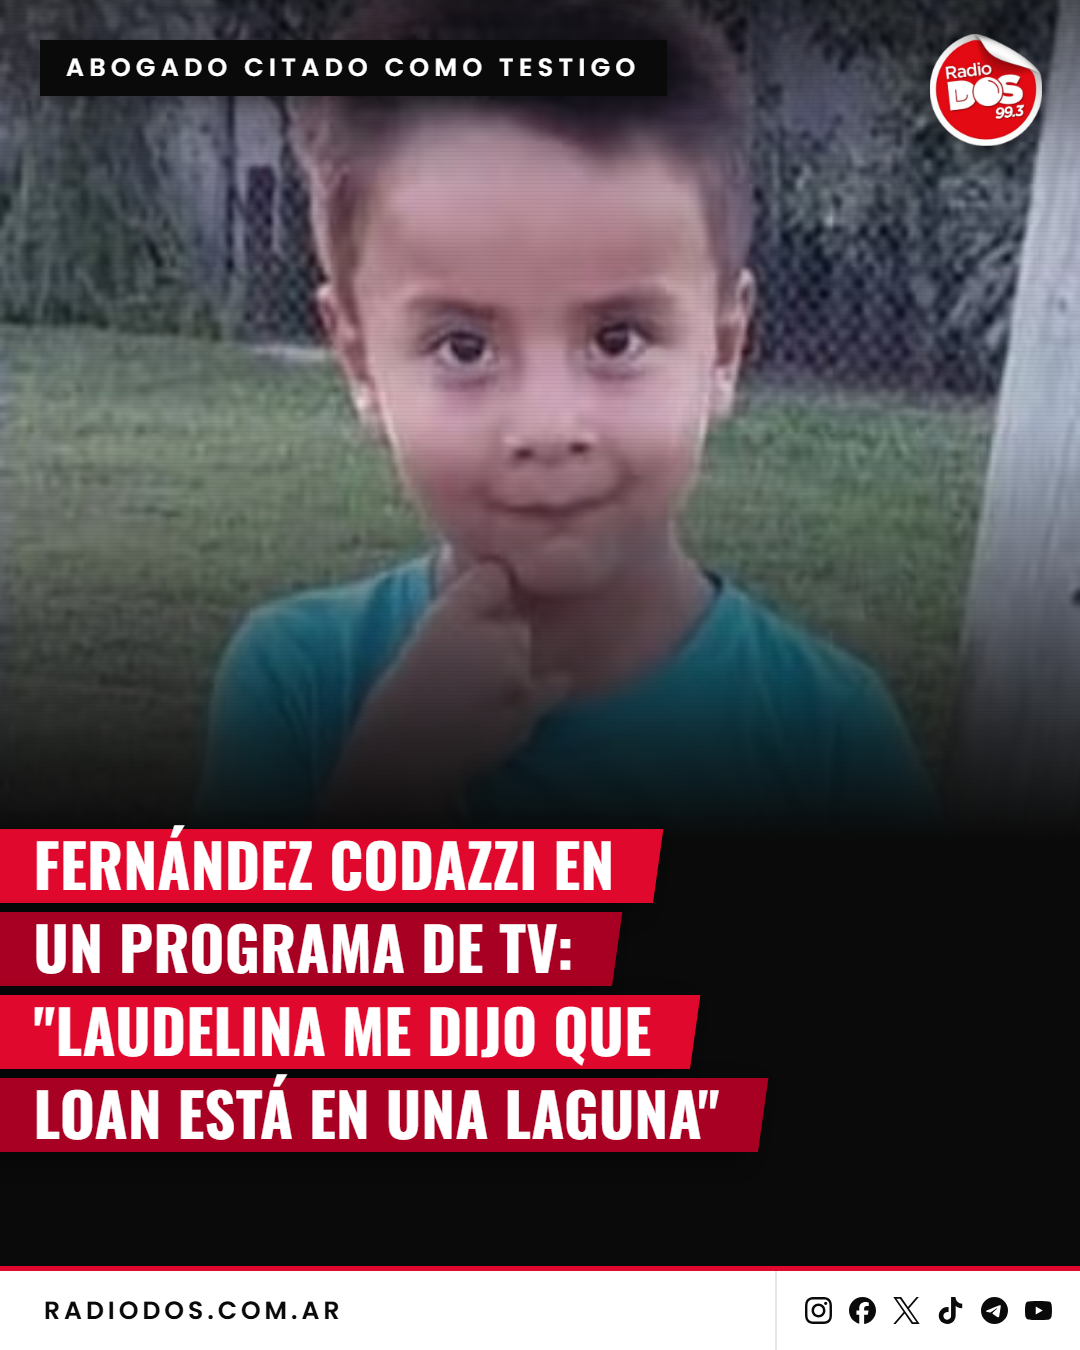 ABOGADO CITADO COMO TESTIGO
Radio
DOS
99.3
FERNÁNDEZ CODAZZI EN
UN PROGRAMA DE TV:
"LAUDELINA ME DIJO QUE
LOAN ESTÁ EN UNA LAGUNA"
RADIODOS.COM.AR